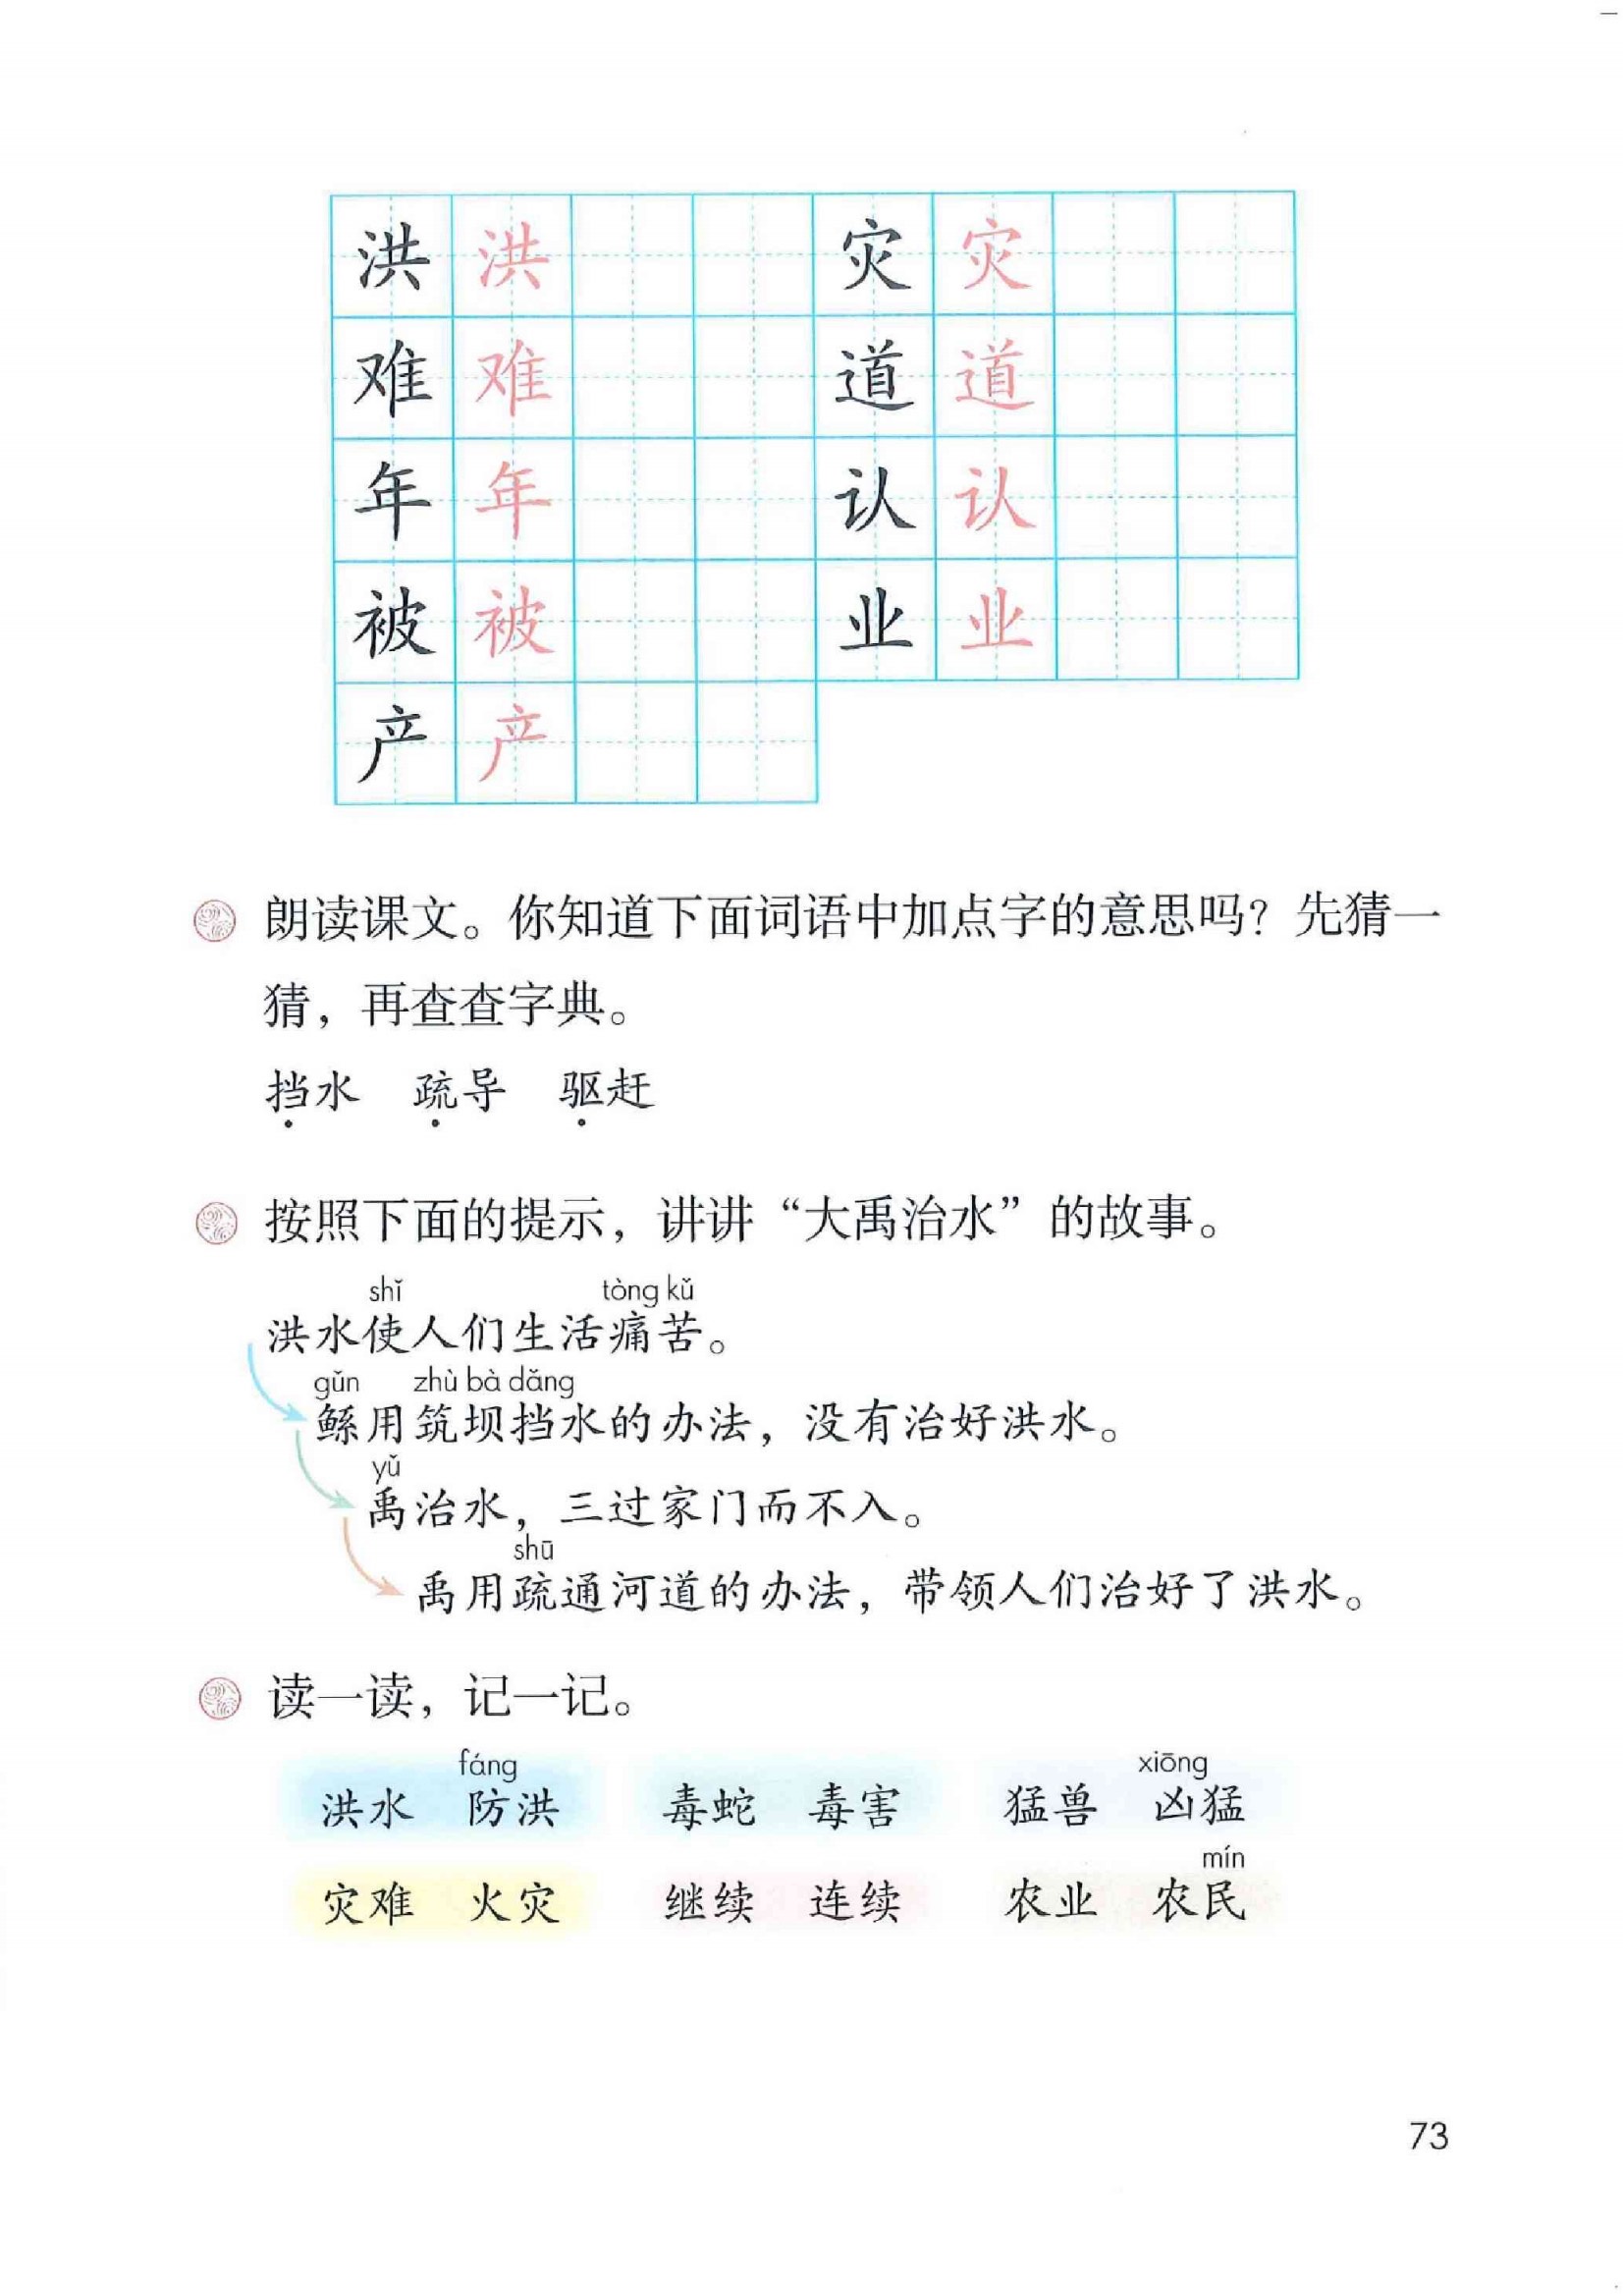 洪 洪 灾 灾
难 难 道 道
年 年 认 认
被 被 业 业
产 产
朗读课文。你知道下面词语中加点字的意思吗？先猜一
猜，再查查字典。
挡水 疏导 驱赶
按照下面的提示，讲讲“大禹治水”的故事。
shǐ tòng kǔ
洪水使人们生活痛苦。
gǔn zhù bà dǎng
鲧用筑坝挡水的办法，没有治好洪水。
yǔ
禹治水，三过家门而不入。
shū
禹用疏通河道的办法，带领人们治好了洪水。
读一读，记一记。
fáng xiōng
洪水 防洪 毒蛇 毒害 猛兽 凶猛
mín
灾难 火灾 继续 连续 农业 农民
73